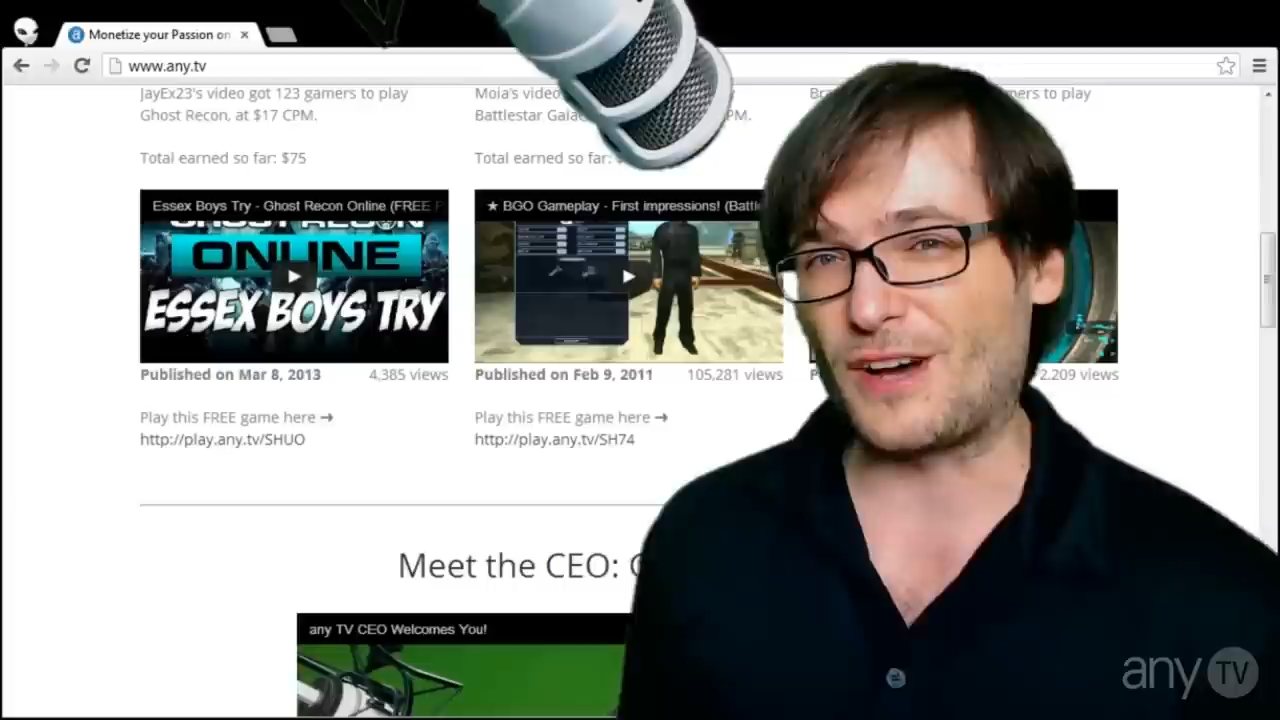 Monetize your Passion on
www.any.tv
JayEx23's video got 123 gamers to play
Ghost Recon, at $17 CPM.
Total earned so far: $75
Moia's video
Battlestar Galac
PM.
Total earned so far:
mers to play
Essex Boys Try - Ghost Recon Online (FREE
GHOST RECON
ONLINE
ESSEX BOYS TRY
★ BGO Gameplay - First impressions! (Battl
Published on Mar 8, 2013 4,385 views
Published on Feb 9, 2011 105,281 views
2,209 views
Play this FREE game here →
http://play.any.tv/SHUO
Play this FREE game here →
http://play.any.tv/SH74
Meet the CEO:
any TV CEO Welcomes You!
any TV